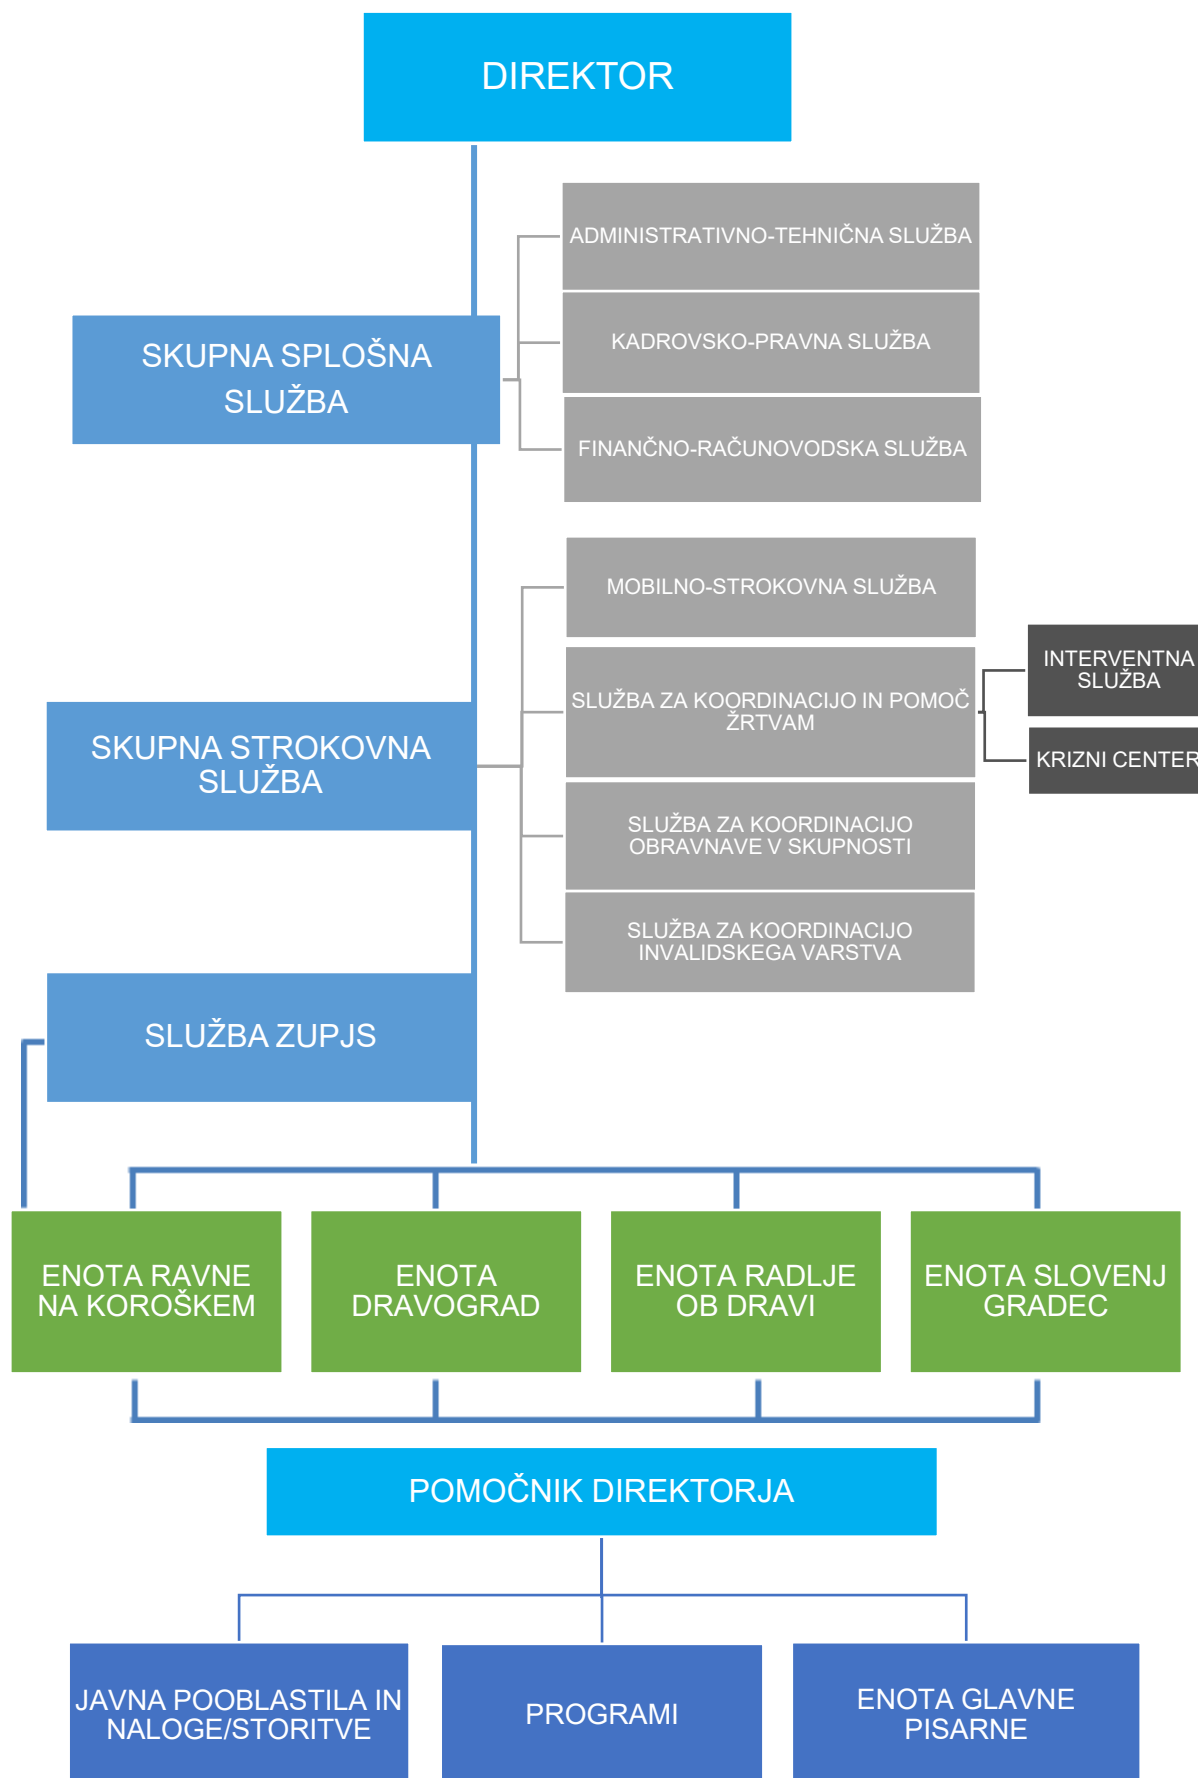 DIREKTOR
ADMINISTRATIVNO-TEHNIČNA SLUŽBA
KADROVSKO-PRAVNA SLUŽBA
FINANČNO-RAČUNOVODSKA SLUŽBA
SKUPNA SPLOŠNA
SLUŽBA
MOBILNO-STROKOVNA SLUŽBA
SLUŽBA ZA KOORDINACIJO IN POMOČ
ŽRTVAM
INTERVENTNA
SLUŽBA
KRIZNI CENTER
SKUPNA STROKOVNA
SLUŽBA
SLUŽBA ZA KOORDINACIJO
OBRAVNAVE V SKUPNOSTI
SLUŽBA ZA KOORDINACIJO
INVALIDSKEGA VARSTVA
SLUŽBA ZUPJS
ENOTA RAVNE
NA KOROŠKEM
ENOTA
DRAVOGRAD
ENOTA RADLJE
OB DRAVI
ENOTA SLOVENJ
GRADEC
POMOČNIK DIREKTORJA
JAVNA POOBLASTILA IN
NALOGE/STORITVE
PROGRAMI
ENOTA GLAVNE
PISARNE